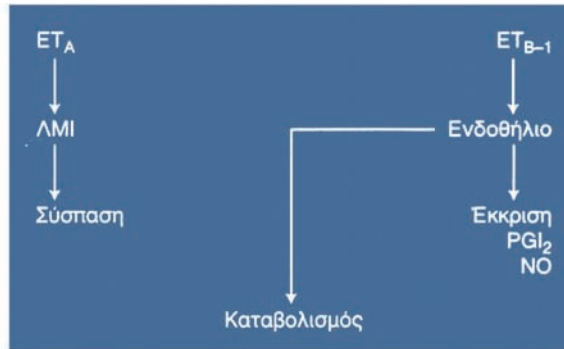 ET_A
ΛΜΙ
Σύσπαση
ET_B–1
Ενδοθήλιο
Έκκριση
PGI₂
NO
Καταβολισμός